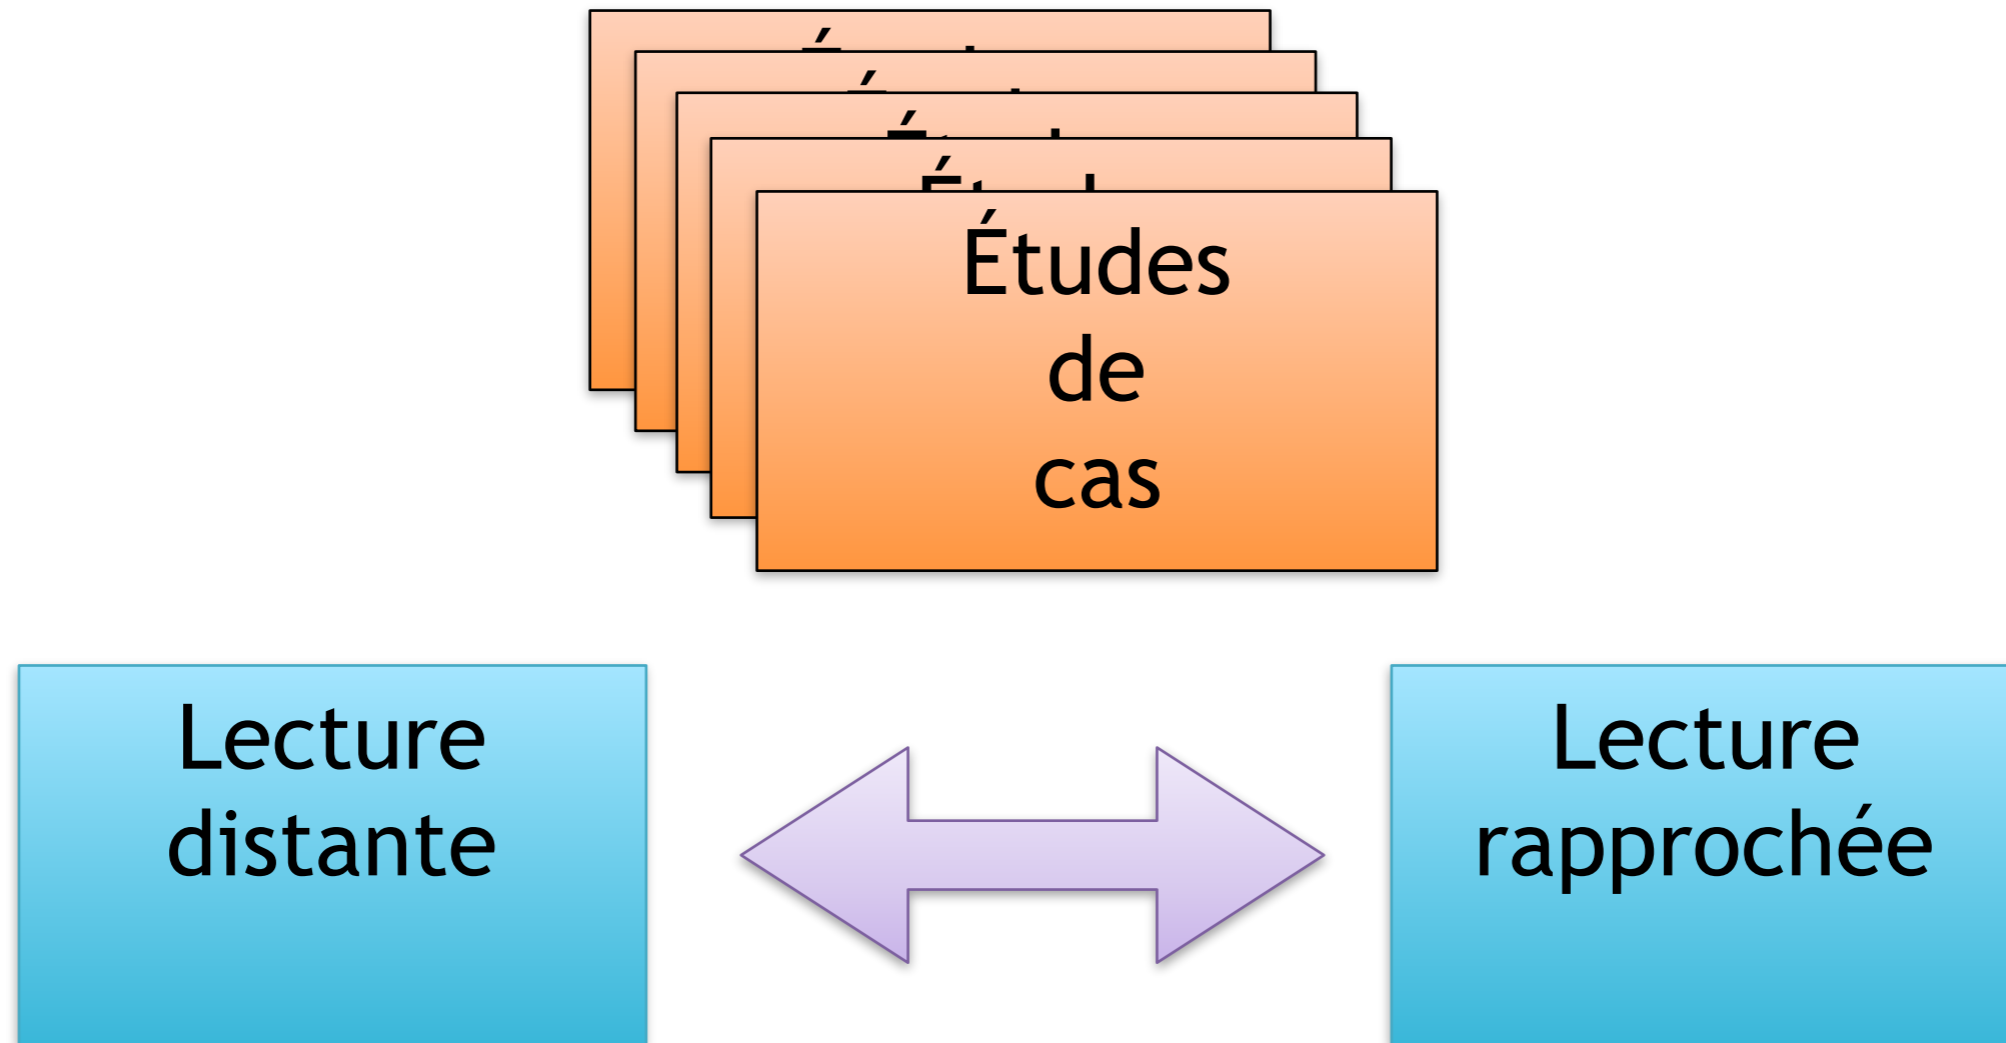 Études
de
cas
Lecture
distante
Lecture
rapprochée